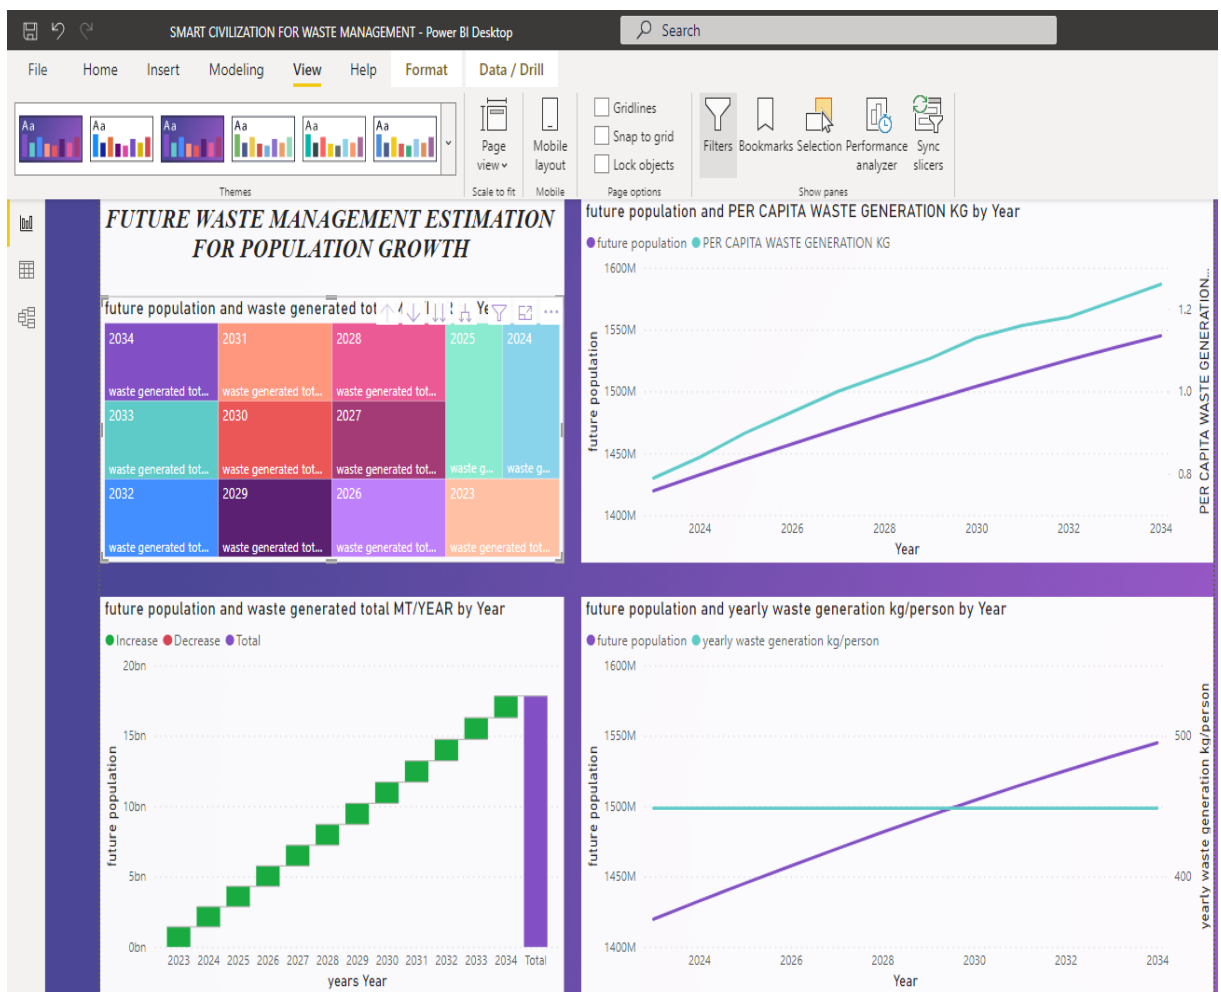 SMART CIVILIZATION FOR WASTE MANAGEMENT - Power BI Desktop
Search
File Home Insert Modeling View Help Format Data / Drill
Aa Aa Aa Aa Aa Aa
Page view
Mobile layout
Gridlines
Snap to grid
Lock objects
Filters Bookmarks Selection Performance analyzer Sync slicers
Themes Scale to fit Mobile Page options Show panes
FUTURE WASTE MANAGEMENT ESTIMATION
FOR POPULATION GROWTH
future population and waste generated tot
2034 2031 2028 2025 2024
waste generated tot... waste generated tot... waste generated tot...
2033 2030 2027
waste generated tot... waste generated tot... waste generated tot... waste g... waste g...
2032 2029 2026 2023
waste generated tot... waste generated tot... waste generated tot... waste generated tot...
future population and PER CAPITA WASTE GENERATION KG by Year
future population PER CAPITA WASTE GENERATION KG
1600M
1550M
1500M
1450M
1400M
future population
1.2
1.0
0.8
PER CAPITA WASTE GENERATION...
2024 2026 2028 2030 2032 2034
Year
future population and waste generated total MT/YEAR by Year
Increase Decrease Total
20bn
15bn
10bn
5bn
0bn
future population
2023 2024 2025 2026 2027 2028 2029 2030 2031 2032 2033 2034 Total
years Year
future population and yearly waste generation kg/person by Year
future population yearly waste generation kg/person
1600M
1550M
1500M
1450M
1400M
future population
500
400
yearly waste generation kg/person
2024 2026 2028 2030 2032 2034
Year